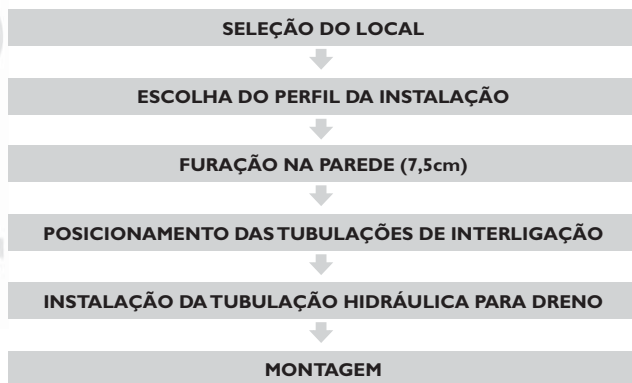 SELEÇÃO DO LOCAL
ESCOLHA DO PERFIL DA INSTALAÇÃO
FURAÇÃO NA PAREDE (7,5cm)
POSICIONAMENTO DAS TUBULAÇÕES DE INTERLIGAÇÃO
INSTALAÇÃO DA TUBULAÇÃO HIDRÁULICA PARA DRENO
MONTAGEM